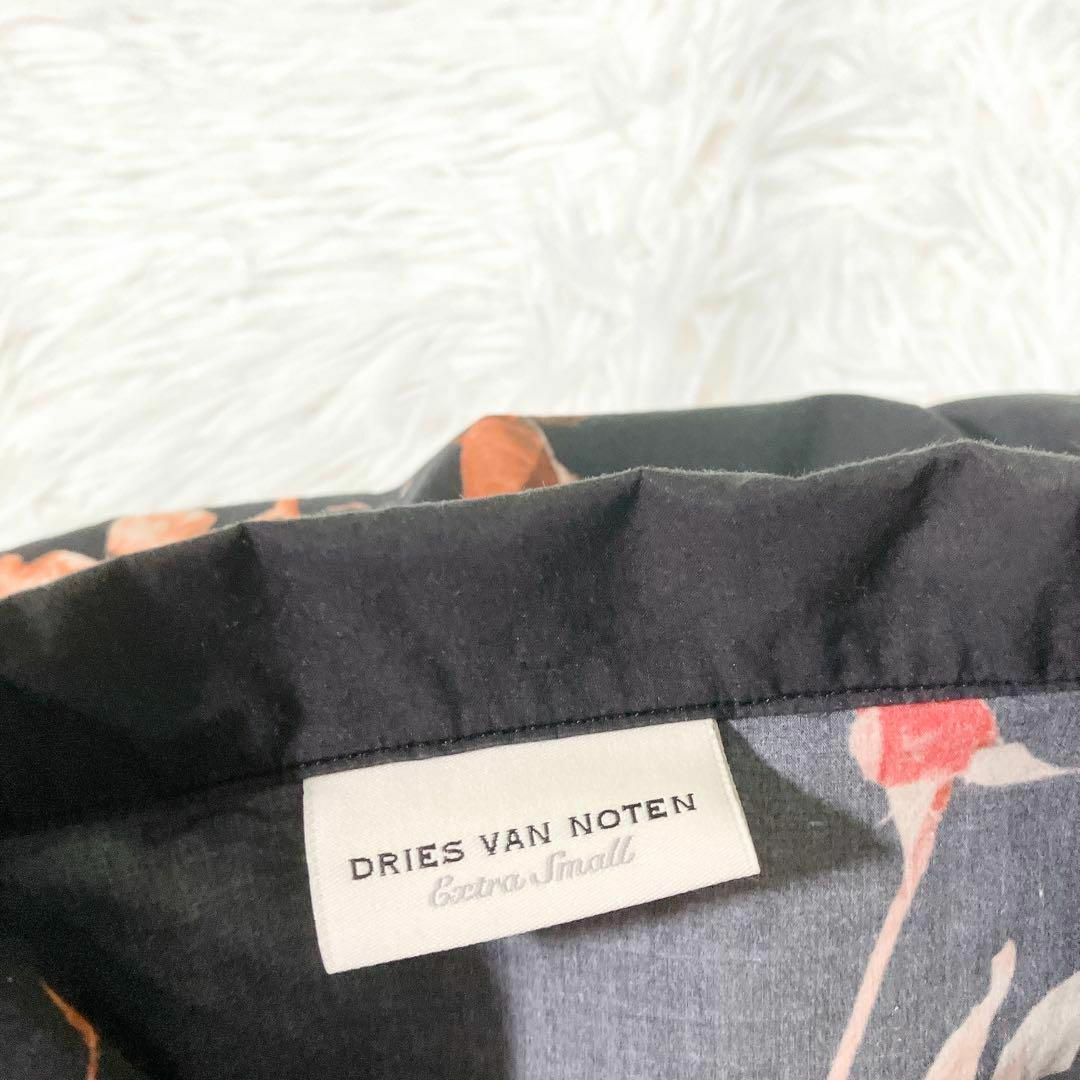 DRIES VAN NOTEN
Extra Small